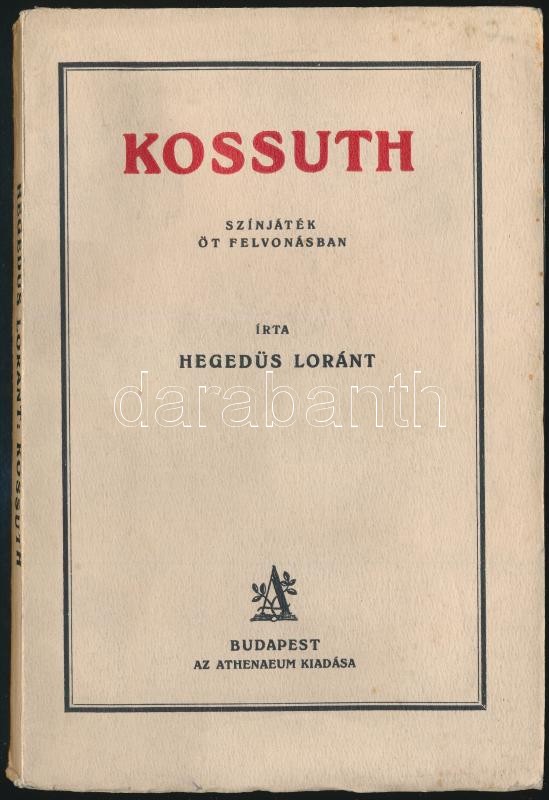 KOSSUTH
SZÍNJÁTÉK
ÖT FELVONÁSBAN
ÍRTA
HEGEDÜS LORÁNT
darabanth
A
BUDAPEST
AZ ATHENAEUM KIADÁSA
HEGEDÜS LORÁNT: KOSSUTH